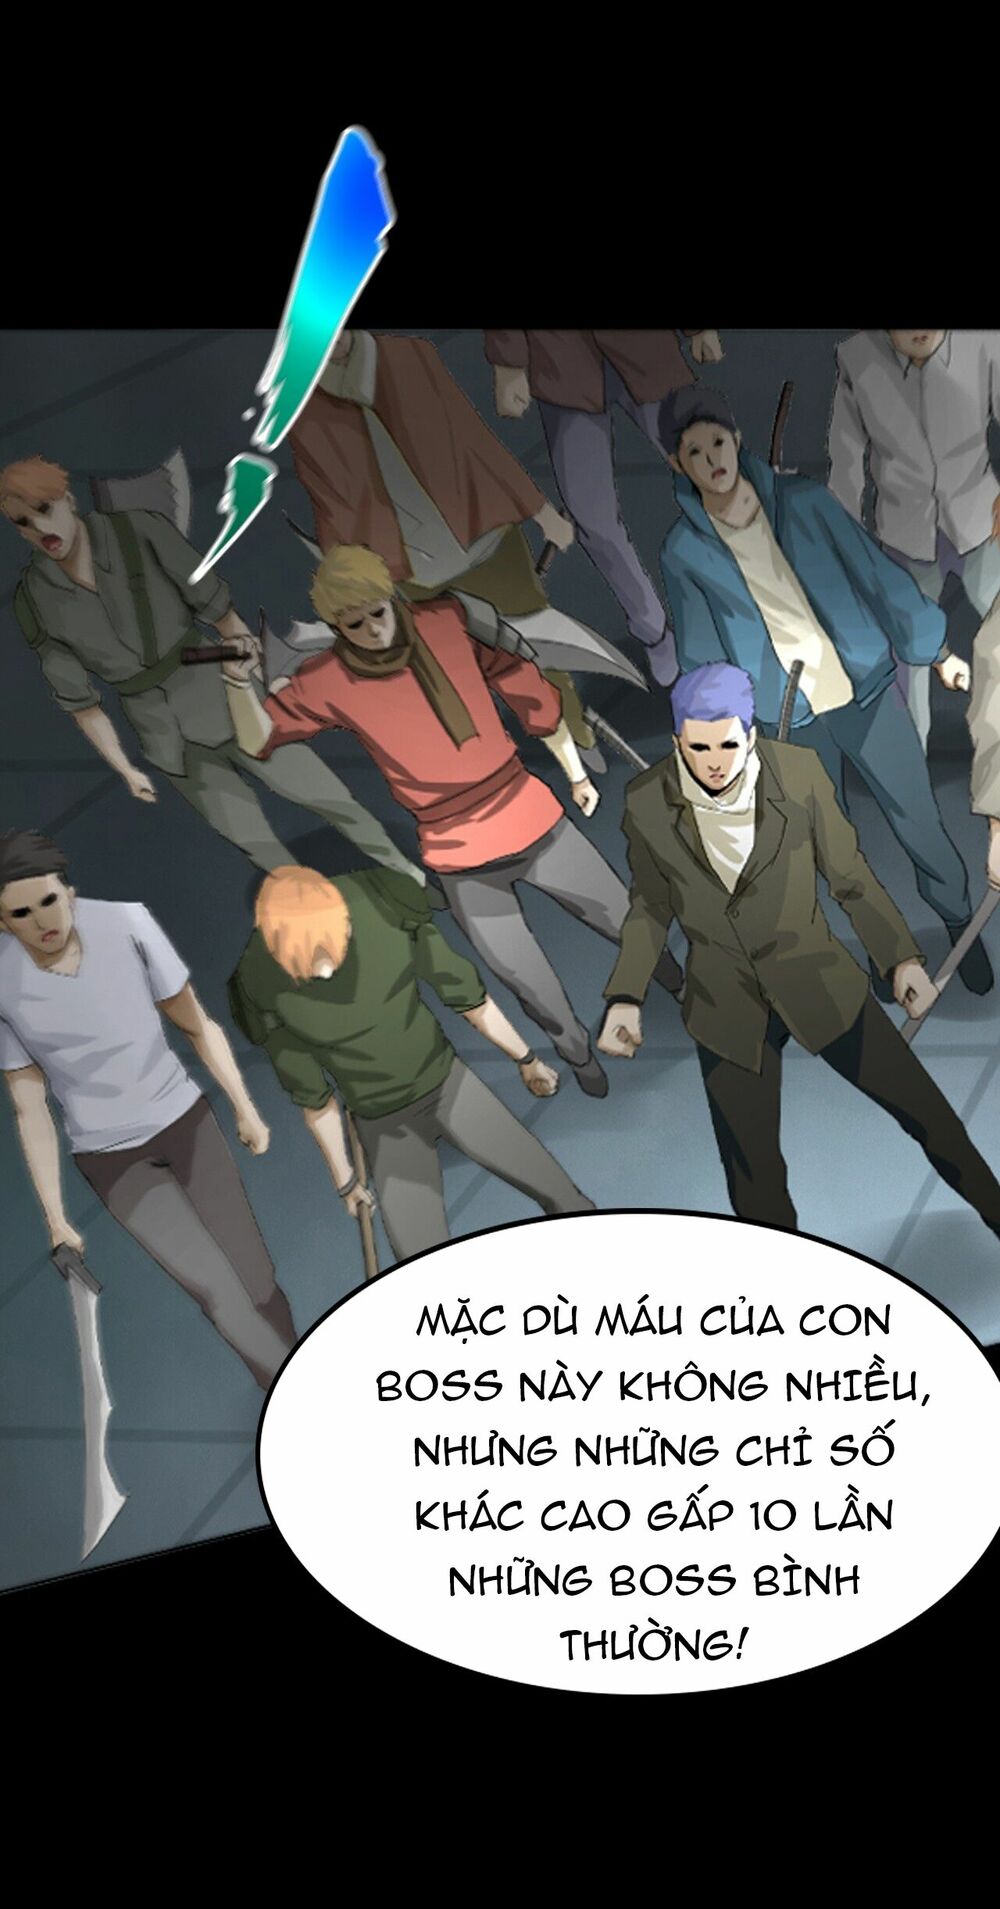 MẶC DÙ MÁU CỦA CON
BOSS NÀY KHÔNG NHIỀU,
NHƯNG NHỮNG CHỈ SỐ
KHÁC CAO GẤP 10 LẦN
NHỮNG BOSS BÌNH
THƯỜNG!